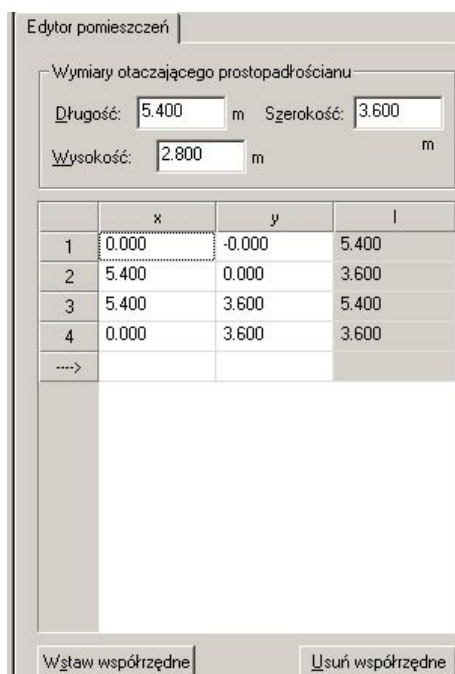 Edytor pomieszczeń
Wymiary otaczającego prostopadłościanu
Długość: 5.400 m Szerokość: 3.600 m
Wysokość: 2.800 m
x y l
1 0.000 -0.000 5.400
2 5.400 0.000 3.600
3 5.400 3.600 5.400
4 0.000 3.600 3.600
---->
Wstaw współrzędne Usuń współrzędne